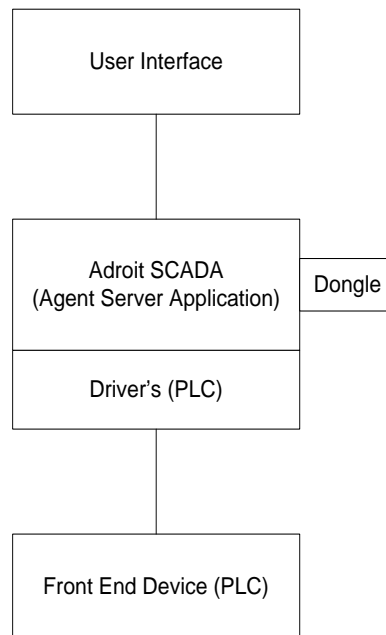 User Interface
Adroit SCADA
(Agent Server Application)
Dongle
Driver's (PLC)
Front End Device (PLC)